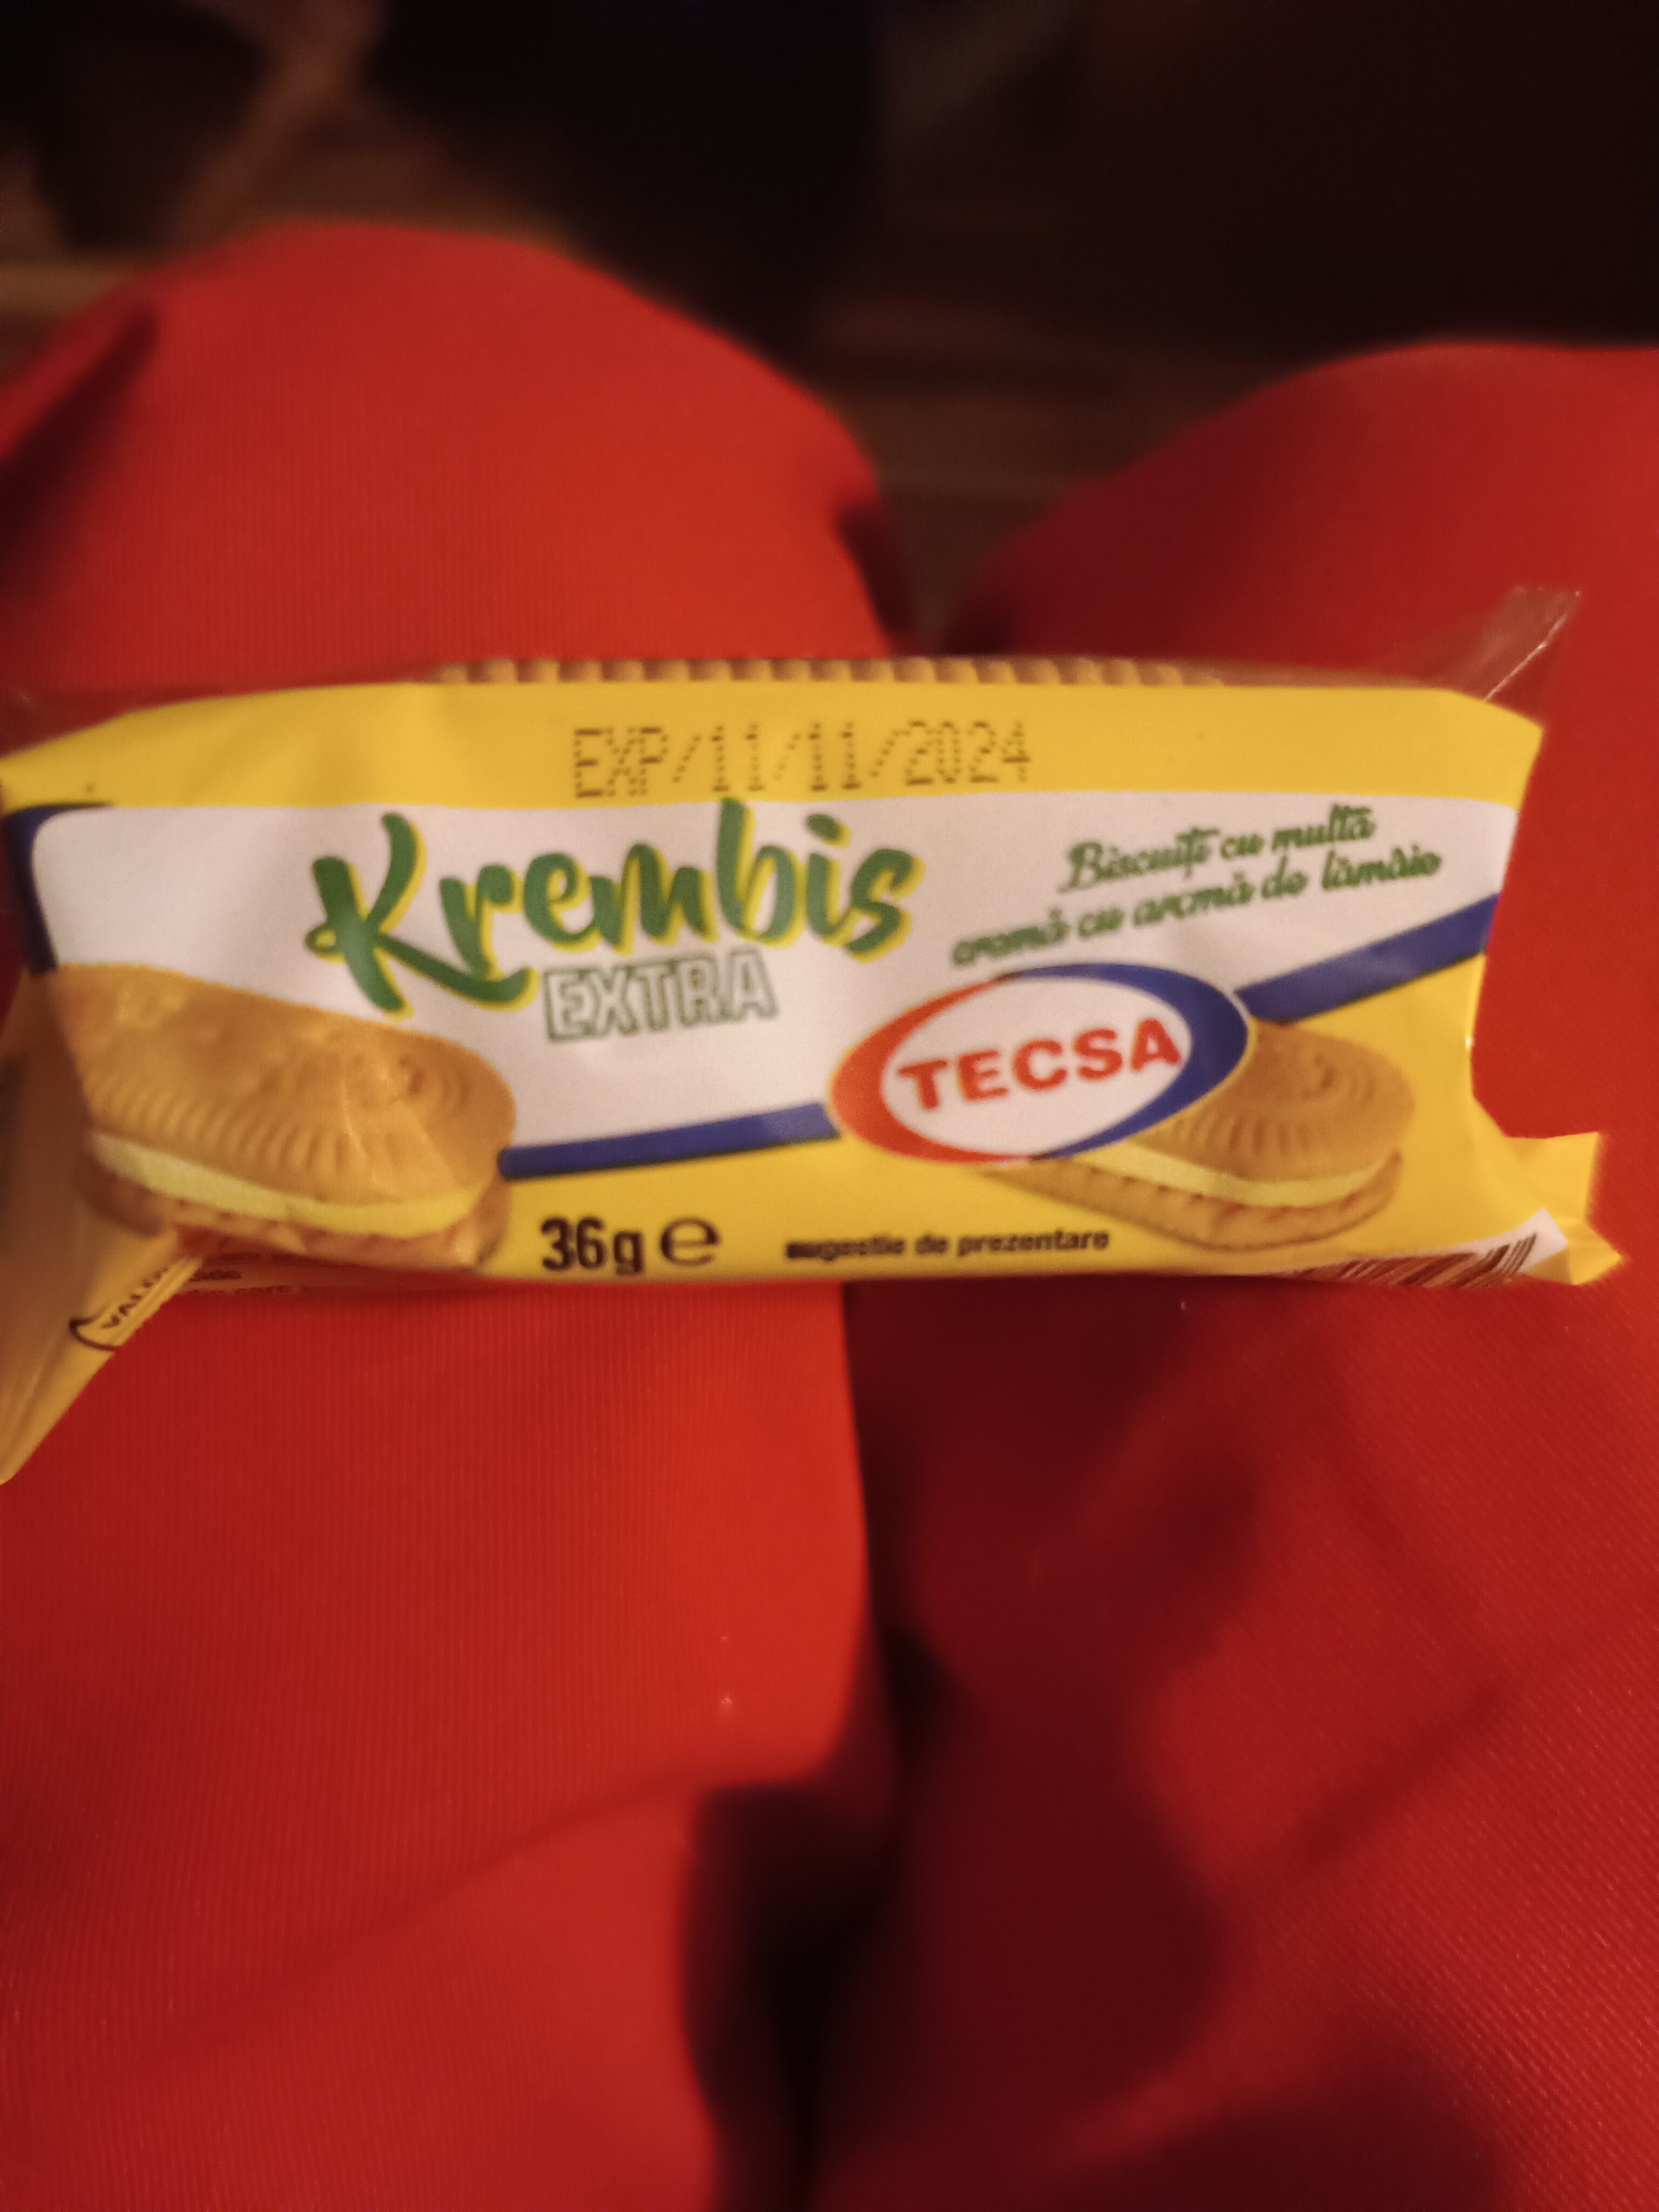 EXP/11/11/2024
Krembis
EXTRA
Biscuiți cu multă
cremă cu aromă de lămâie
TECSA
36g e
sugestie de prezentare